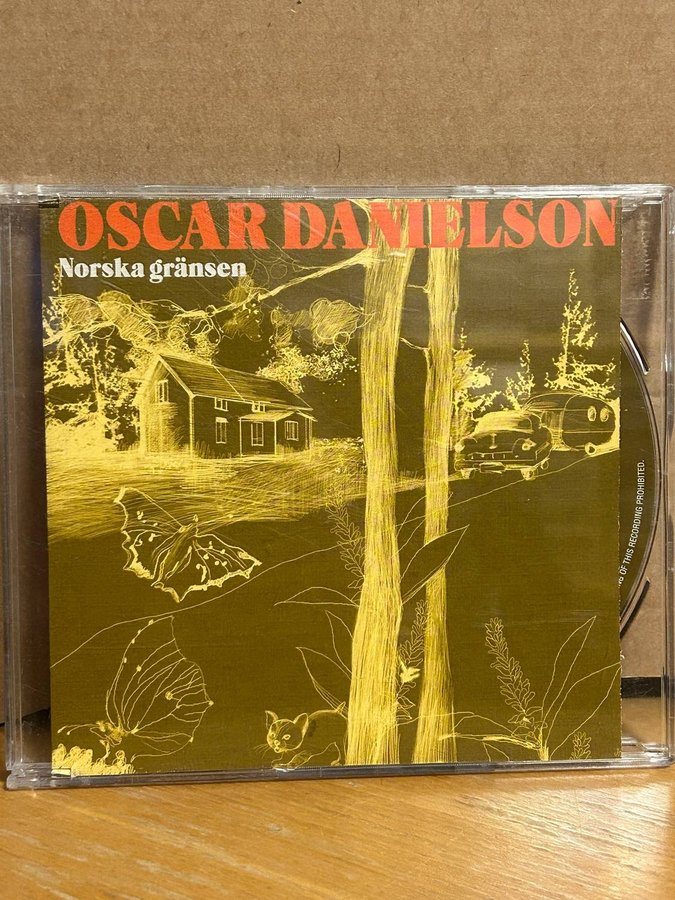 OSCAR DANIELSON
Norska gränsen
OF THIS RECORDING PROHIBITED.